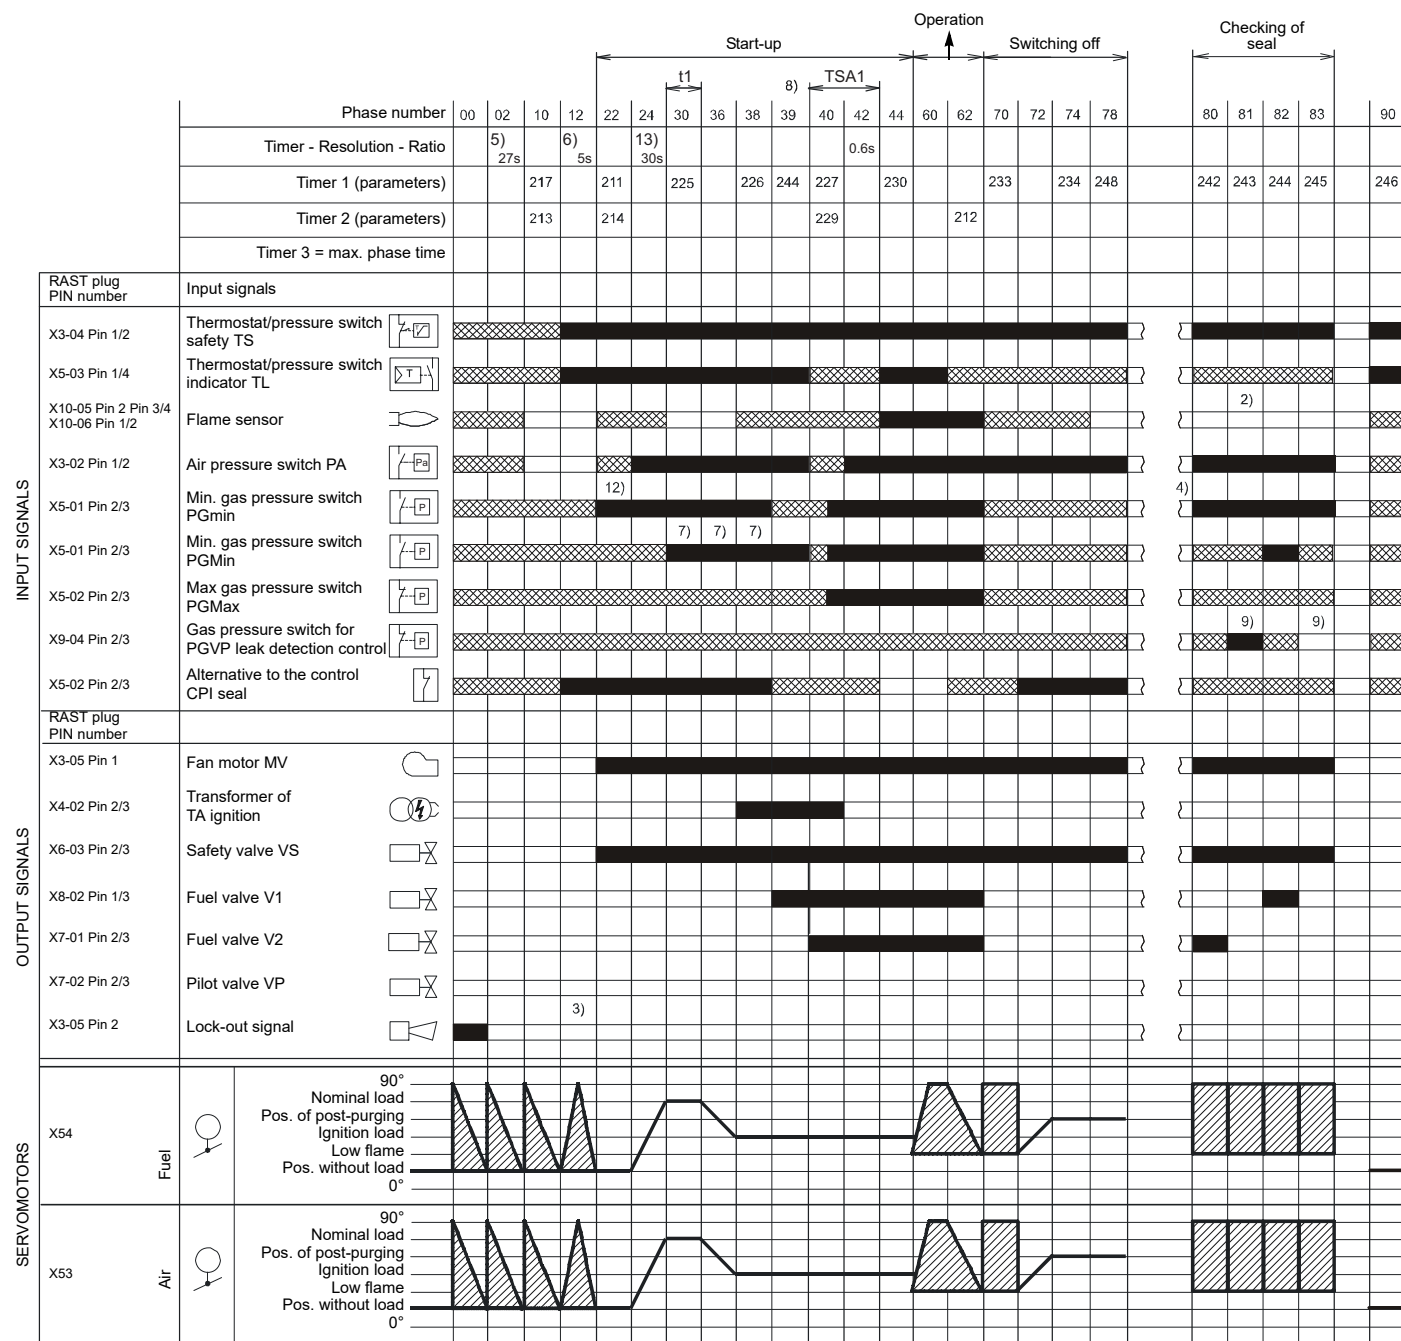 Operation
Start-up
Switching off
Checking of
seal
t1
8)
TSA1
Phase number 00 02 10 12 22 24 30 36 38 39 40 42 44 60 62 70 72 74 78 80 81 82 83 90
Timer - Resolution - Ratio 5) 27s 6) 5s 13) 30s 0.6s
Timer 1 (parameters) 217 211 225 226 244 227 230 233 234 248 242 243 244 245 246
Timer 2 (parameters) 213 214 229 212
Timer 3 = max. phase time
RAST plug
PIN number
Input signals
INPUT SIGNALS
X3-04 Pin 1/2
Thermostat/pressure switch
safety TS
X5-03 Pin 1/4
Thermostat/pressure switch
indicator TL
T
2)
X10-05 Pin 2 Pin 3/4
X10-06 Pin 1/2
Flame sensor
X3-02 Pin 1/2
Air pressure switch PA
Pa
12)
4)
X5-01 Pin 2/3
Min. gas pressure switch
PGmin
P
7) 7) 7)
X5-01 Pin 2/3
Min. gas pressure switch
PGMin
P
X5-02 Pin 2/3
Max gas pressure switch
PGMax
P
9) 9)
X9-04 Pin 2/3
Gas pressure switch for
PGVP leak detection control
P
X5-02 Pin 2/3
Alternative to the control
CPI seal
RAST plug
PIN number
OUTPUT SIGNALS
X3-05 Pin 1
Fan motor MV
X4-02 Pin 2/3
Transformer of
TA ignition
X6-03 Pin 2/3
Safety valve VS
X8-02 Pin 1/3
Fuel valve V1
X7-01 Pin 2/3
Fuel valve V2
X7-02 Pin 2/3
Pilot valve VP
3)
X3-05 Pin 2
Lock-out signal
SERVOMOTORS
X54
Fuel
90°
Nominal load
Pos. of post-purging
Ignition load
Low flame
Pos. without load
0°
X53
Air
90°
Nominal load
Pos. of post-purging
Ignition load
Low flame
Pos. without load
0°